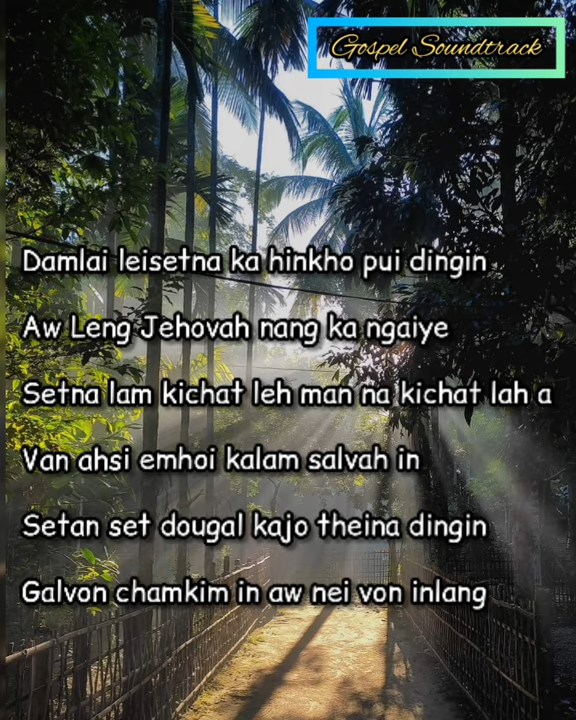 Gospel Soundtrack
Damlai leisetna ka hinkho pui dingin
Aw Leng Jehovah nang ka ngaiye
Setna lam kichat leh man na kichat lah a
Van ahsi emhoi kalam salvah in
Setan set dougal kajo theina dingin
Galvon chamkim in aw nei von inlang